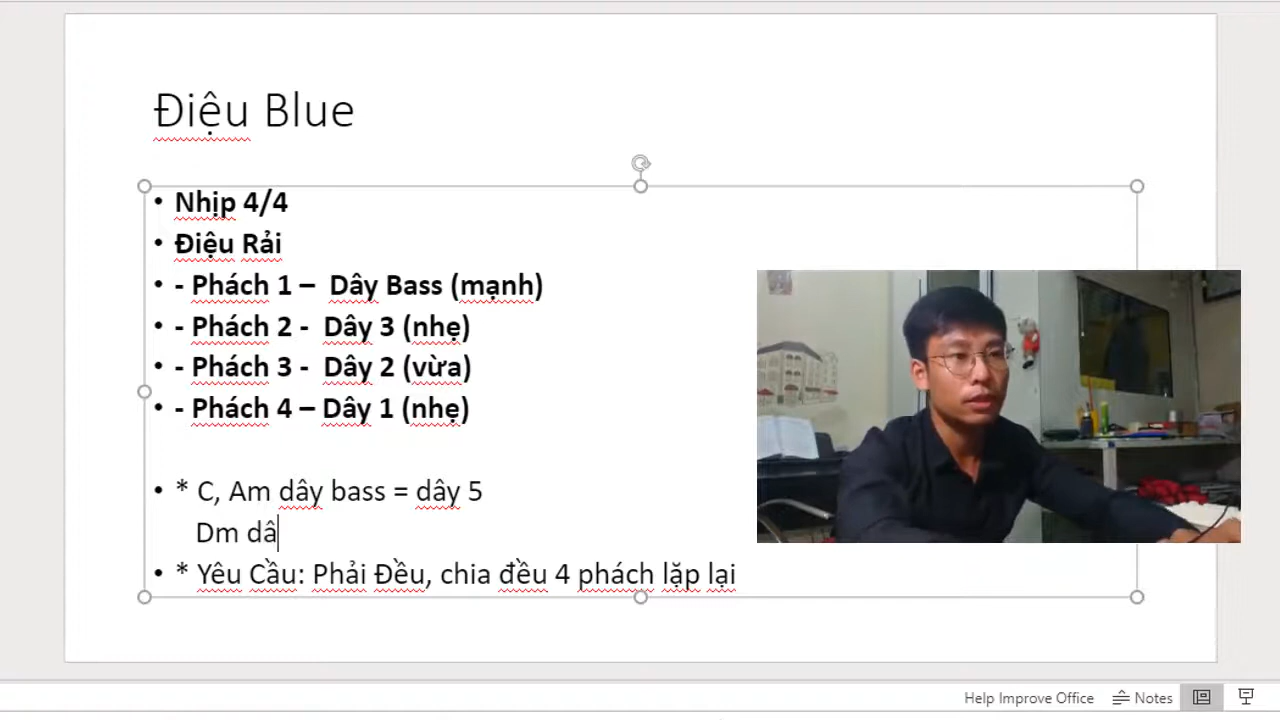 Điệu Blue
• Nhịp 4/4
• Điệu Rải
• - Phách 1 – Dây Bass (mạnh)
• - Phách 2 - Dây 3 (nhẹ)
• - Phách 3 - Dây 2 (vừa)
• - Phách 4 – Dây 1 (nhẹ)
• * C, Am dây bass = dây 5
Dm dâ
• * Yêu Cầu: Phải Đều, chia đều 4 phách lặp lại
Help Improve Office Notes